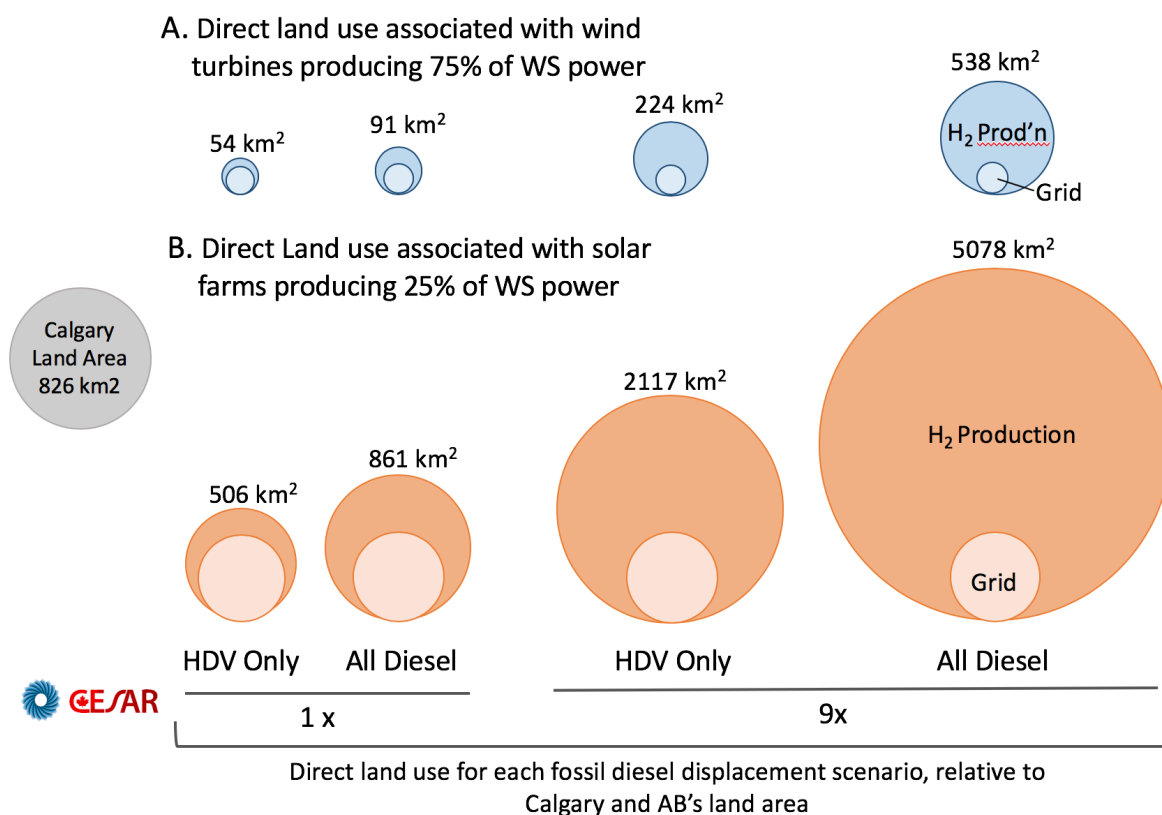 A. Direct land use associated with wind
turbines producing 75% of WS power
54 km²
91 km²
224 km²
538 km²
H₂ Prod’n
Grid
B. Direct Land use associated with solar
farms producing 25% of WS power
Calgary
Land Area
826 km2
506 km²
861 km²
2117 km²
5078 km²
H₂ Production
Grid
HDV Only
All Diesel
HDV Only
All Diesel
CESAR
1 x
9x
Direct land use for each fossil diesel displacement scenario, relative to
Calgary and AB’s land area